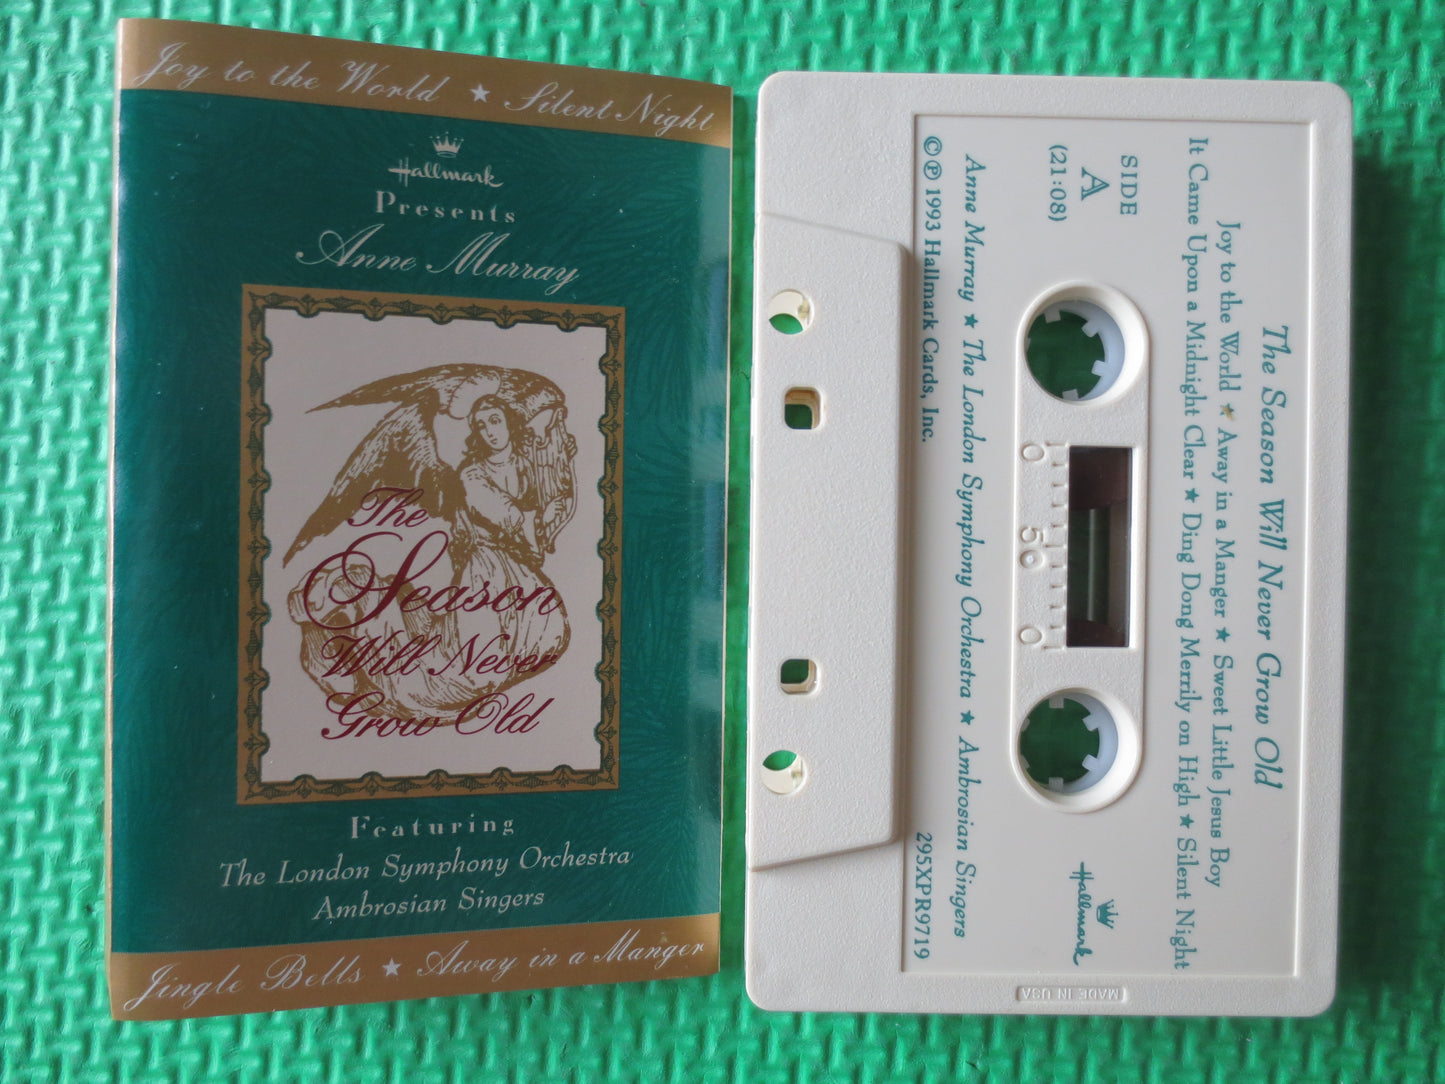 Joy to the World ★ Silent Night
Hallmark
Presents
Anne Murray
The
Season
Will Never
Grow Old
Featuring
The London Symphony Orchestra
Ambrosian Singers
Jingle Bells ★ Away in a Manger
The Season Will Never Grow Old
Joy to the World ★ Away in a Manger ★ Sweet Little Jesus Boy
It Came Upon a Midnight Clear ★ Ding Dong Merrily on High ★ Silent Night
SIDE
A
(21:08)
Hallmark
0 50 0
Anne Murray ★ The London Symphony Orchestra ★ Ambrosian Singers
©℗ 1993 Hallmark Cards, Inc.
295XPR9719
MADE IN USA